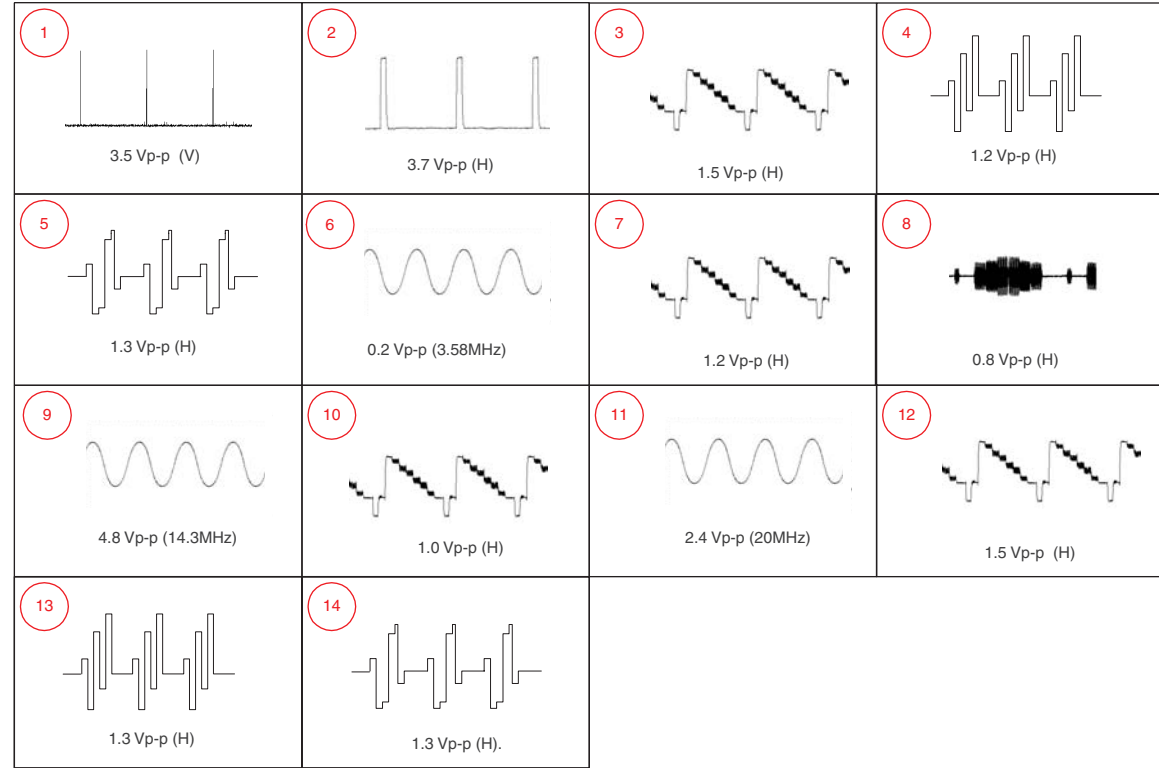 1
3.5 Vp-p (V)
2
3.7 Vp-p (H)
3
1.5 Vp-p (H)
4
1.2 Vp-p (H)
5
1.3 Vp-p (H)
6
0.2 Vp-p (3.58MHz)
7
1.2 Vp-p (H)
8
0.8 Vp-p (H)
9
4.8 Vp-p (14.3MHz)
10
1.0 Vp-p (H)
11
2.4 Vp-p (20MHz)
12
1.5 Vp-p (H)
13
1.3 Vp-p (H)
14
1.3 Vp-p (H).